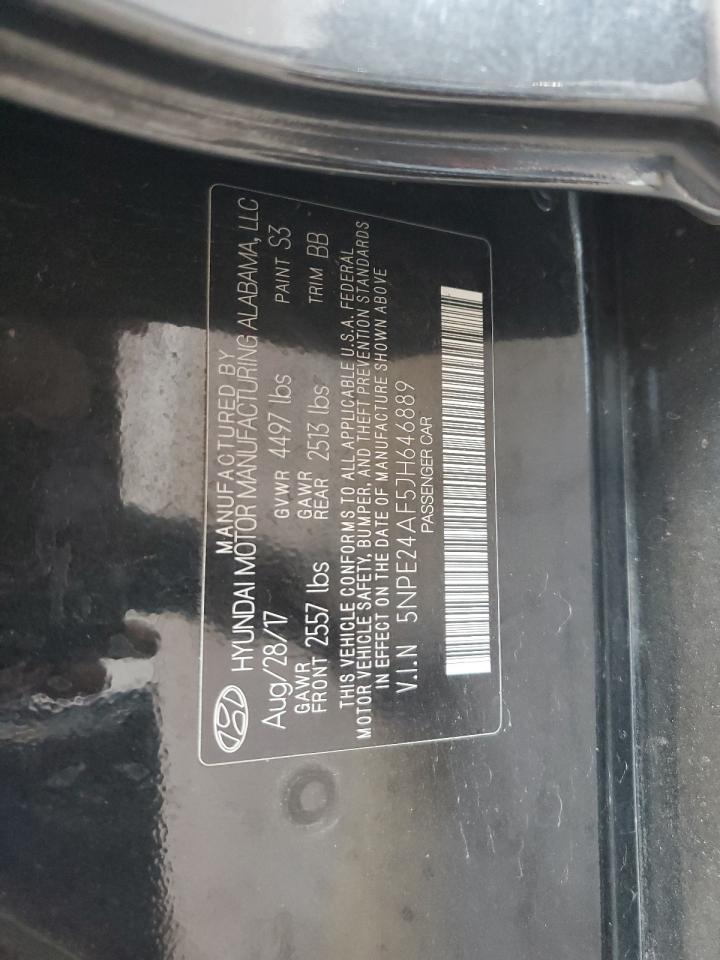 MANUFACTURED BY
HYUNDAI MOTOR MANUFACTURING ALABAMA, LLC
Aug/28/17 GVWR 4497 lbs PAINT S3
GAWR FRONT 2557 lbs GAWR REAR 2513 lbs TRIM BB
THIS VEHICLE CONFORMS TO ALL APPLICABLE U.S.A. FEDERAL
MOTOR VEHICLE SAFETY, BUMPER, AND THEFT PREVENTION STANDARDS
IN EFFECT ON THE DATE OF MANUFACTURE SHOWN ABOVE
V.I.N 5NPE24AF5JH646889
PASSENGER CAR